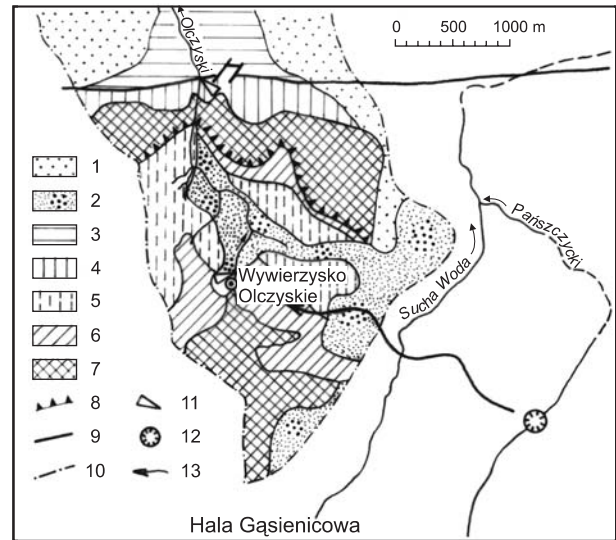 Olczyski
0 500 1000 m
Pańszczycki
Sucha Woda
Wywierzysko
Olczyskie
1
2
3
4
5
6
7
8 11
9 12
10 13
Hala Gąsienicowa